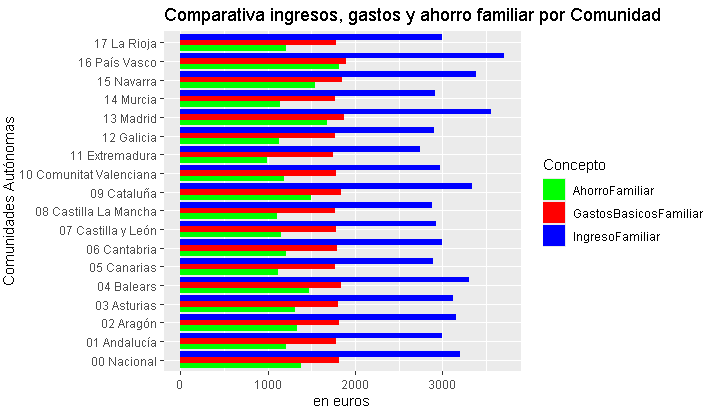 Comparativa ingresos, gastos y ahorro familiar por Comunidad
Comunidades Autónomas
17 La Rioja
16 País Vasco
15 Navarra
14 Murcia
13 Madrid
12 Galicia
11 Extremadura
10 Comunitat Valenciana
09 Cataluña
08 Castilla La Mancha
07 Castilla y León
06 Cantabria
05 Canarias
04 Balears
03 Asturias
02 Aragón
01 Andalucía
00 Nacional
0 1000 2000 3000
en euros
Concepto
AhorroFamiliar
GastosBasicosFamiliar
IngresoFamiliar